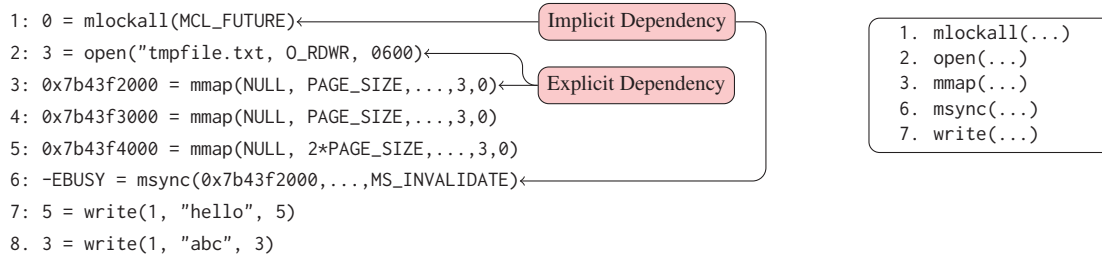 1: 0 = mlockall(MCL_FUTURE)
Implicit Dependency
2: 3 = open("tmpfile.txt, O_RDWR, 0600)
3: 0x7b43f2000 = mmap(NULL, PAGE_SIZE,...,3,0)
Explicit Dependency
4: 0x7b43f3000 = mmap(NULL, PAGE_SIZE,...,3,0)
5: 0x7b43f4000 = mmap(NULL, 2*PAGE_SIZE,...,3,0)
6: -EBUSY = msync(0x7b43f2000,...,MS_INVALIDATE)
7: 5 = write(1, "hello", 5)
8. 3 = write(1, "abc", 3)
1. mlockall(...)
2. open(...)
3. mmap(...)
6. msync(...)
7. write(...)